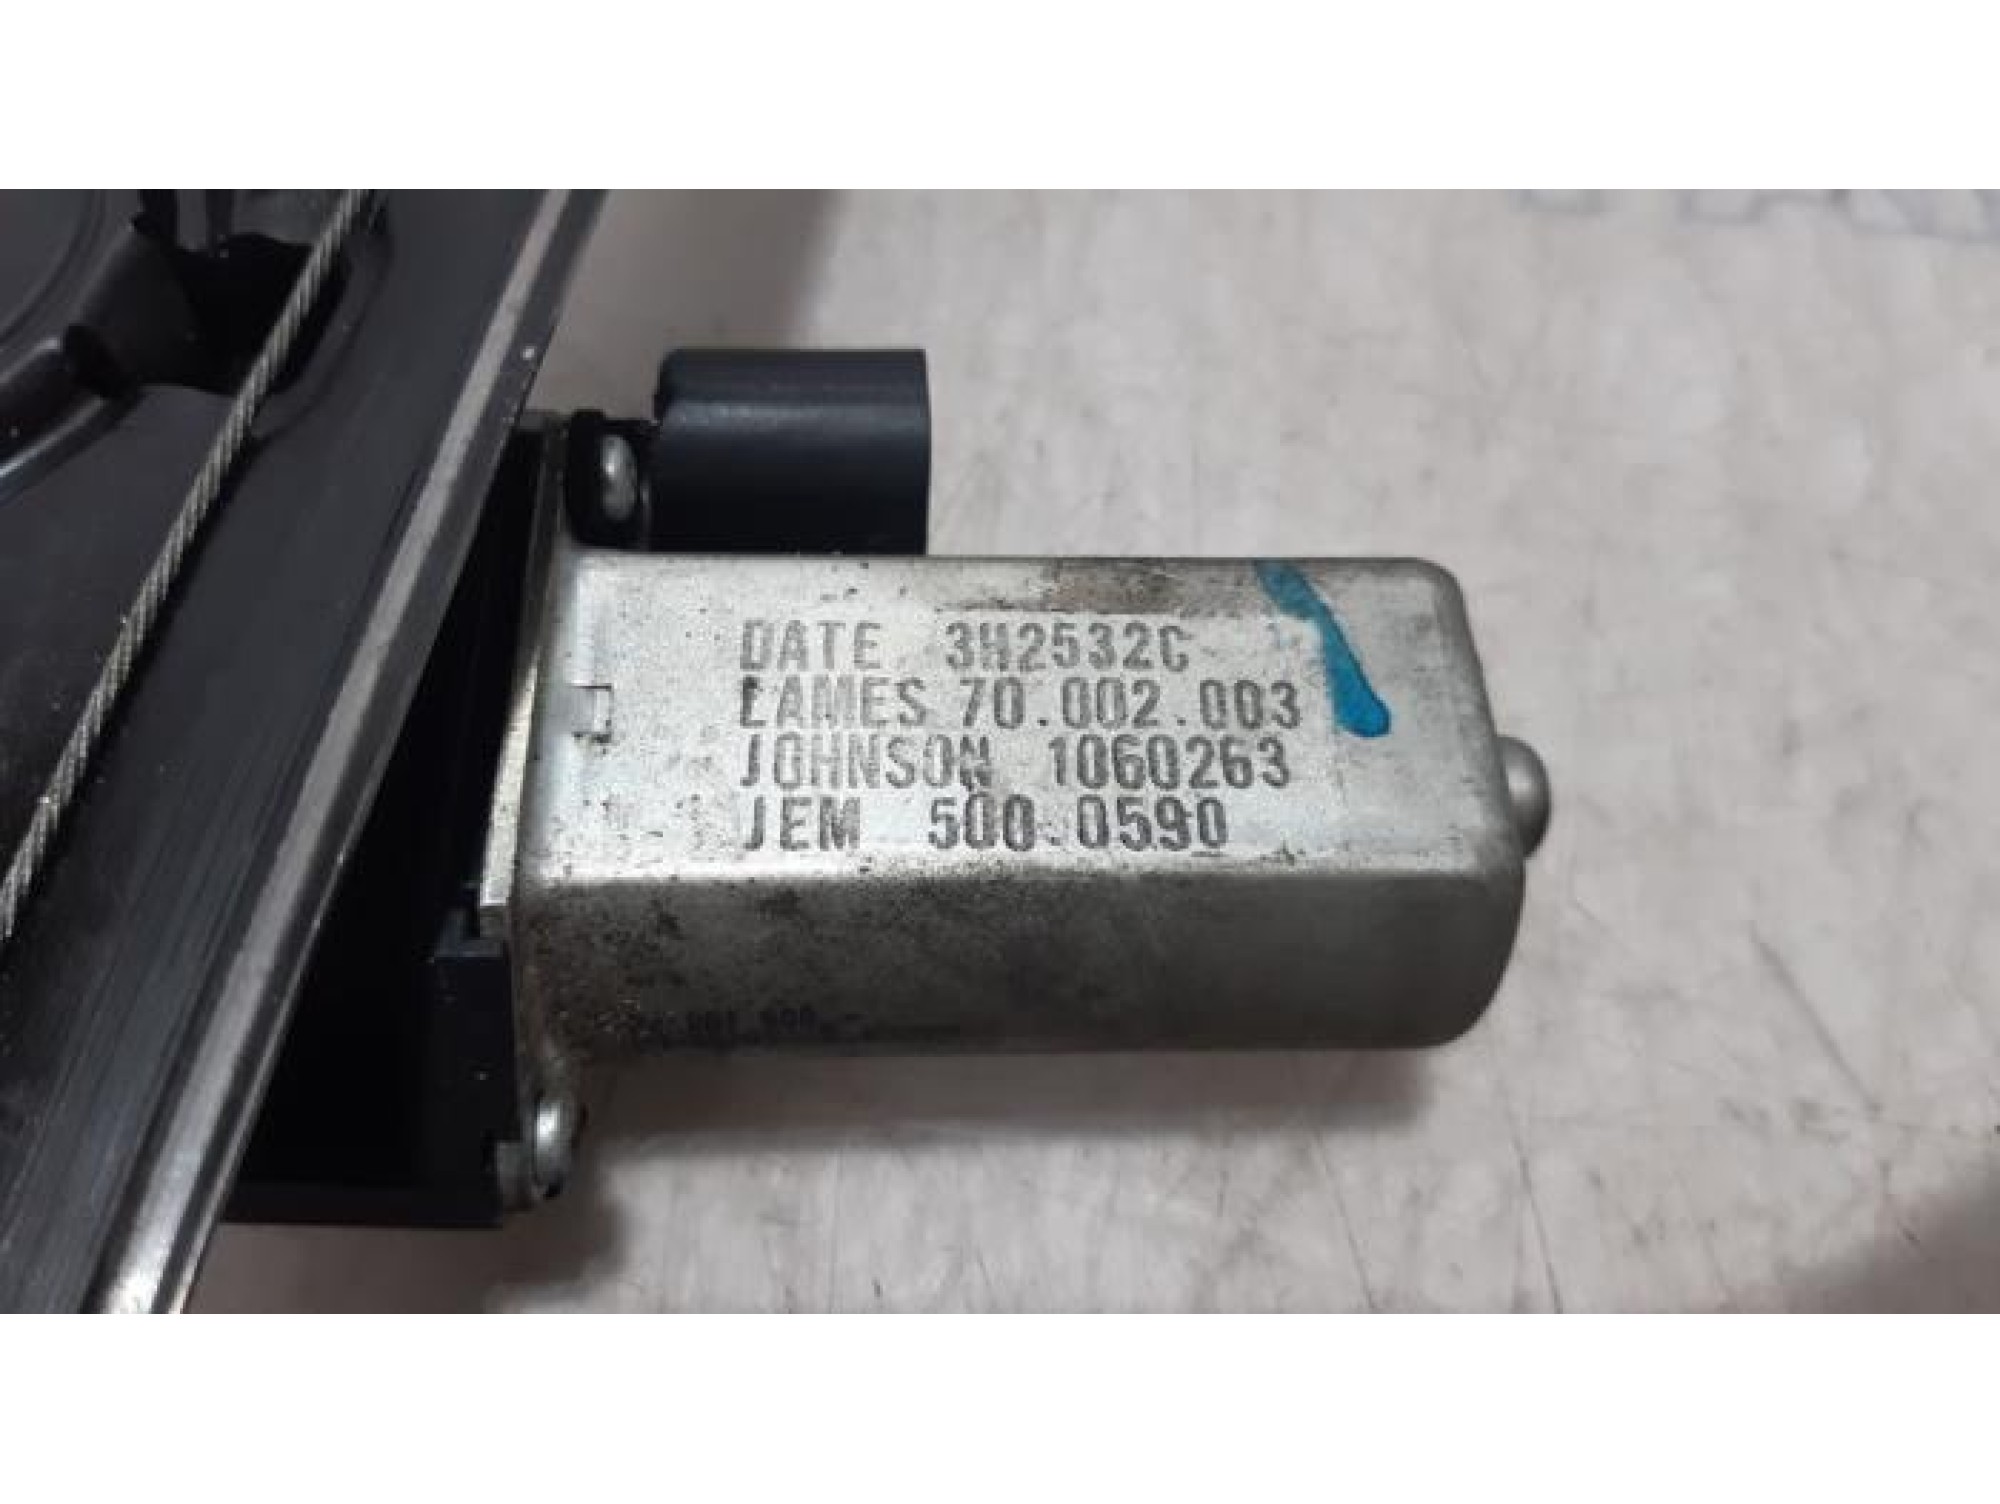 DATE 3H2532C
LAMES 70.002.003
JOHNSON 1060263
JEM 500.0590